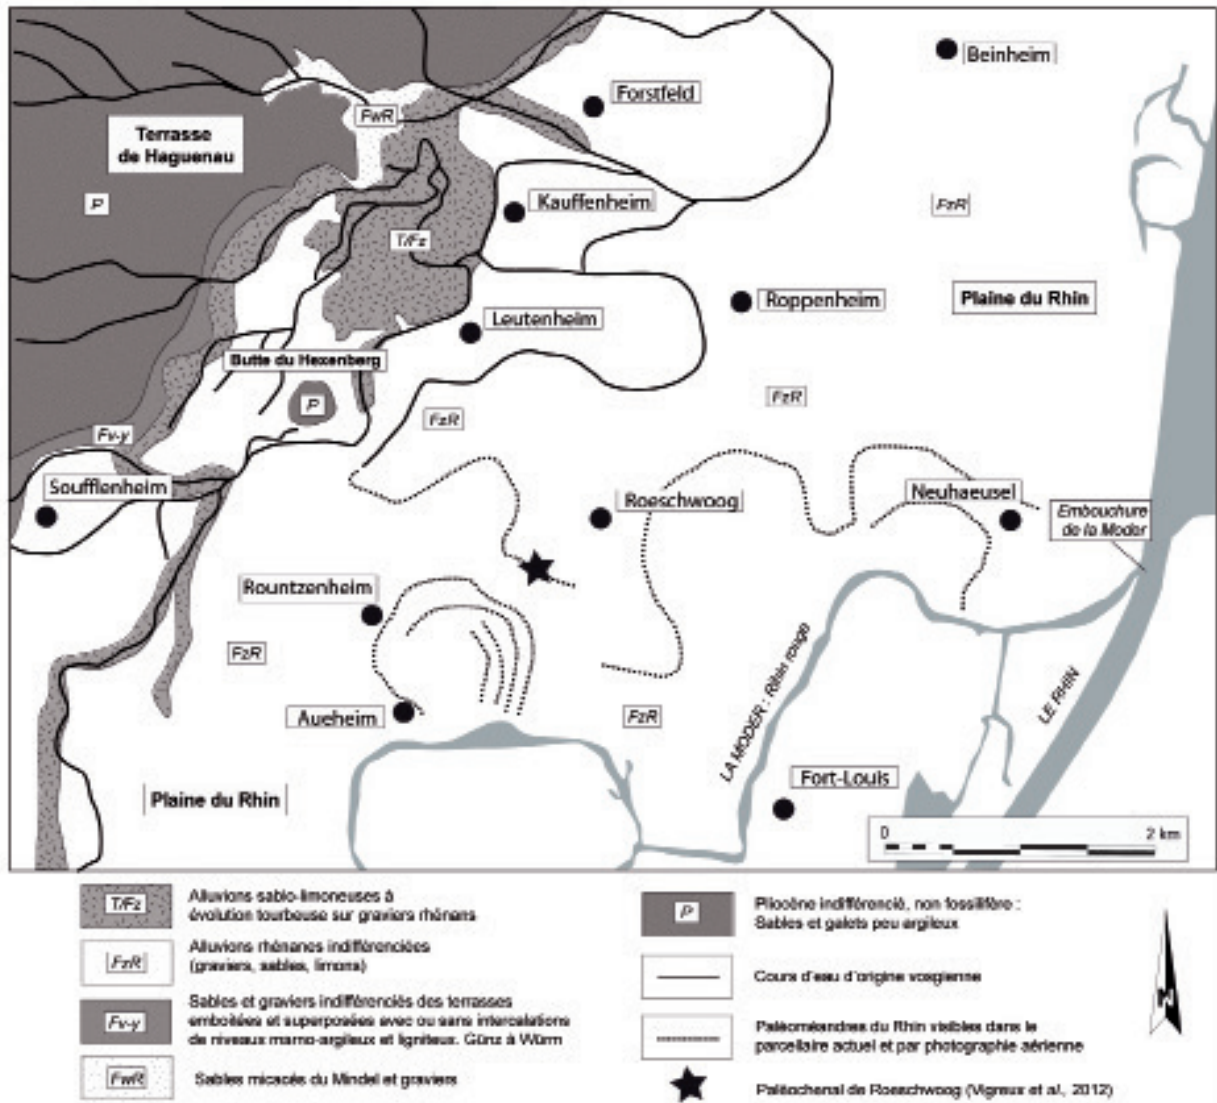 Beinheim
Forstfeld
FwR
Terrasse
de Haguenau
Kauffenheim
P
FzR
T/Fz
Roppenheim
Plaine du Rhin
Leutenheim
Butte du Hexenberg
P
FzR
FzR
Fv-y
Soufflenheim
Roeschwoog
Neuhaeusel
Embouchure
de la Moder
Rountzenheim
FzR
Aueheim
FzR
LA MODER : Rhin rouge
LE RHIN
Plaine du Rhin
Fort-Louis
0 2 km
T/Fz
Alluvions sablo-limoneuses à
évolution tourbeuse sur graviers rhénans
FzR
Alluvions rhénanes indifférenciées
(graviers, sables, limons)
Fv-y
Sables et graviers indifférenciés des terrasses
emboitées et superposées avec ou sans intercalations
de niveaux marno-argileux et ligniteux. Günz à Würm
FwR
Sables micacés du Mindel et graviers
P
Pliocène indifférencié, non fossilifère :
Sables et galets peu argileux
Cours d'eau d'origine vosgienne
Paléoméandres du Rhin visibles dans le
parcellaire actuel et par photographie aérienne
Paléochenal de Roeschwoog (Vigreux et al., 2012)
N